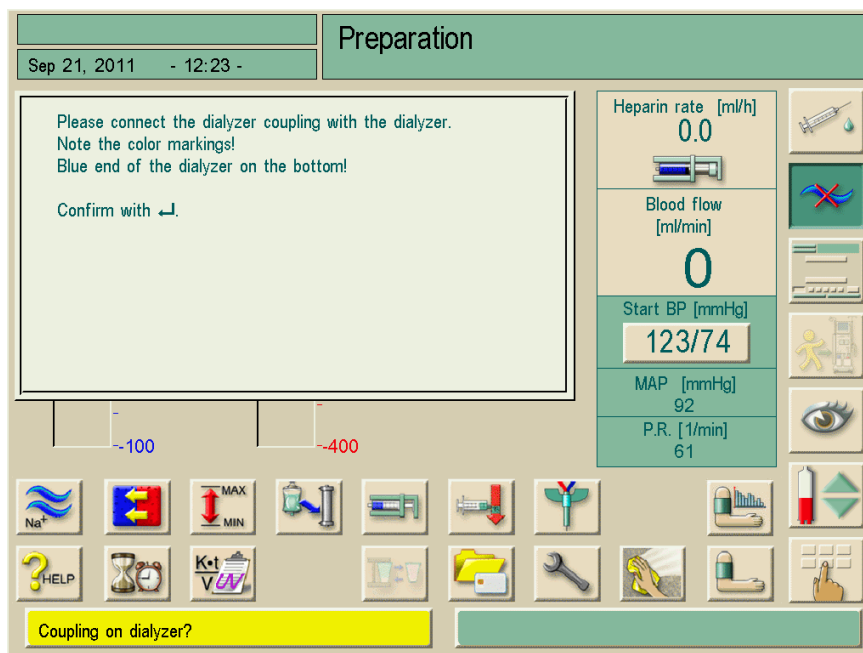 Preparation
Sep 21, 2011 - 12:23 -
Please connect the dialyzer coupling with the dialyzer.
Note the color markings!
Blue end of the dialyzer on the bottom!
Confirm with ↵.
Heparin rate [ml/h]
0.0
Blood flow
[ml/min]
0
Start BP [mmHg]
123/74
MAP [mmHg]
92
P.R. [1/min]
61
-100
-400
Na+
MAX
MIN
HELP
K•t
V
Coupling on dialyzer?